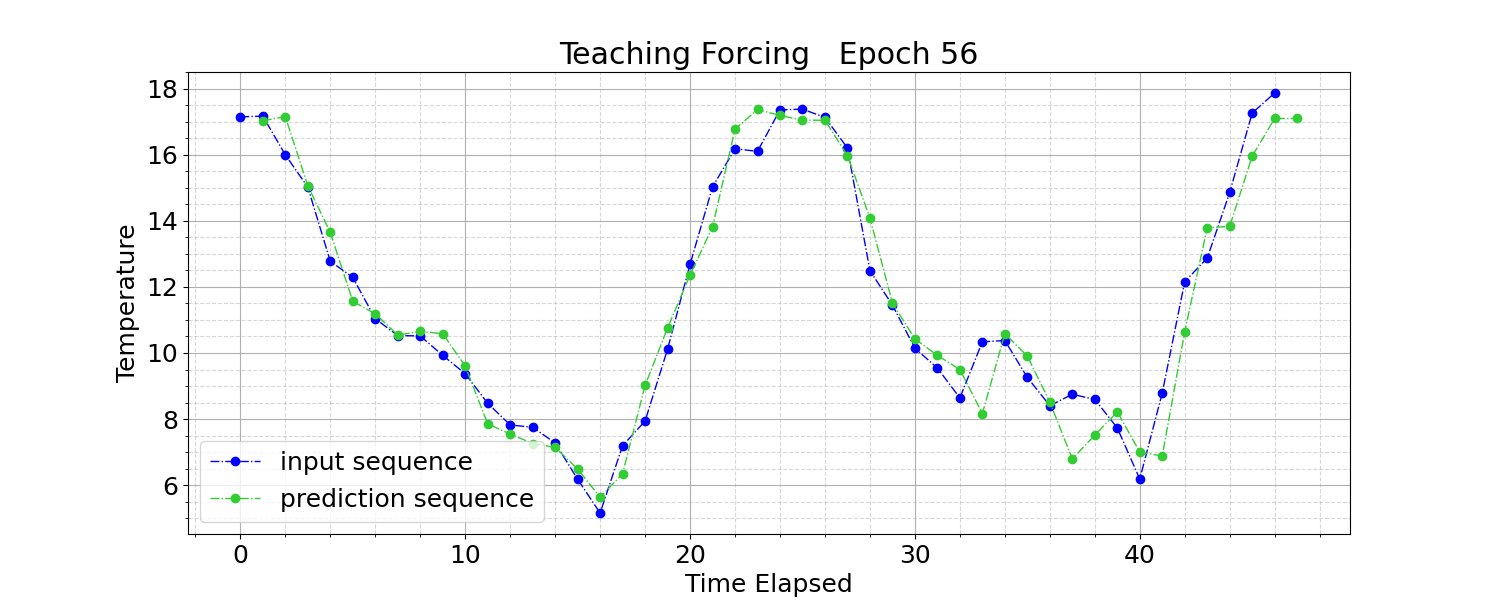 Teaching Forcing   Epoch 56
18
16
14
12
10
8
6
Temperature
input sequence
prediction sequence
0 10 20 30 40
Time Elapsed